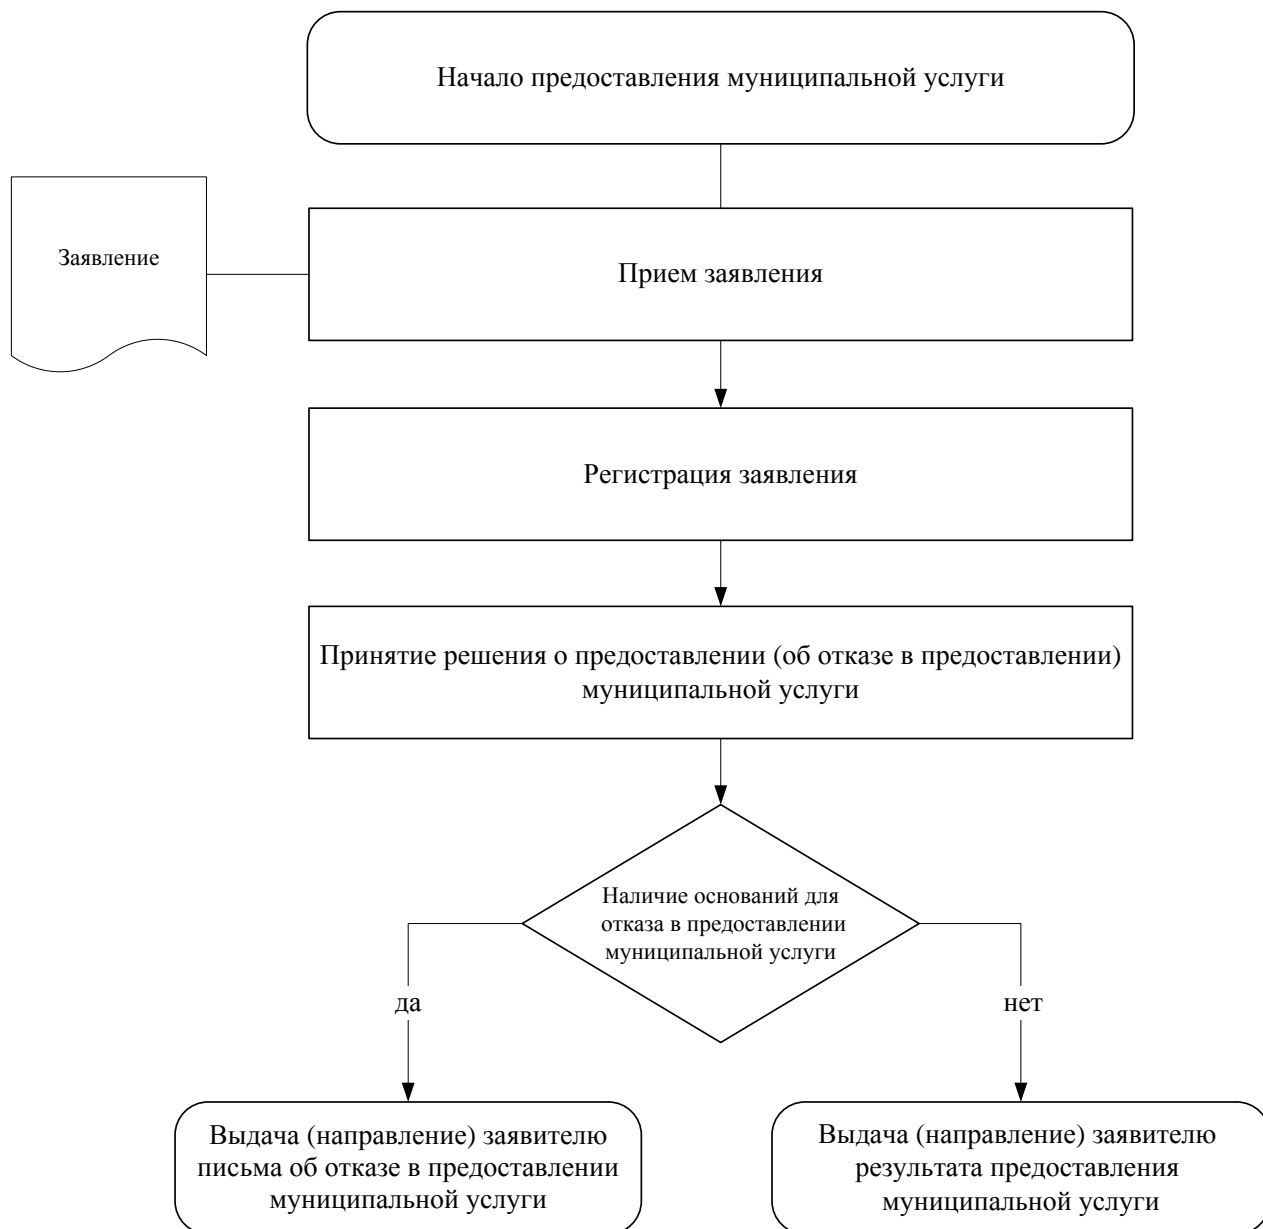 Начало предоставления муниципальной услуги
Заявление
Прием заявления
Регистрация заявления
Принятие решения о предоставлении (об отказе в предоставлении)
муниципальной услуги
Наличие оснований для
отказа в предоставлении
муниципальной услуги
да
нет
Выдача (направление) заявителю
письма об отказе в предоставлении
муниципальной услуги
Выдача (направление) заявителю
результата предоставления
муниципальной услуги